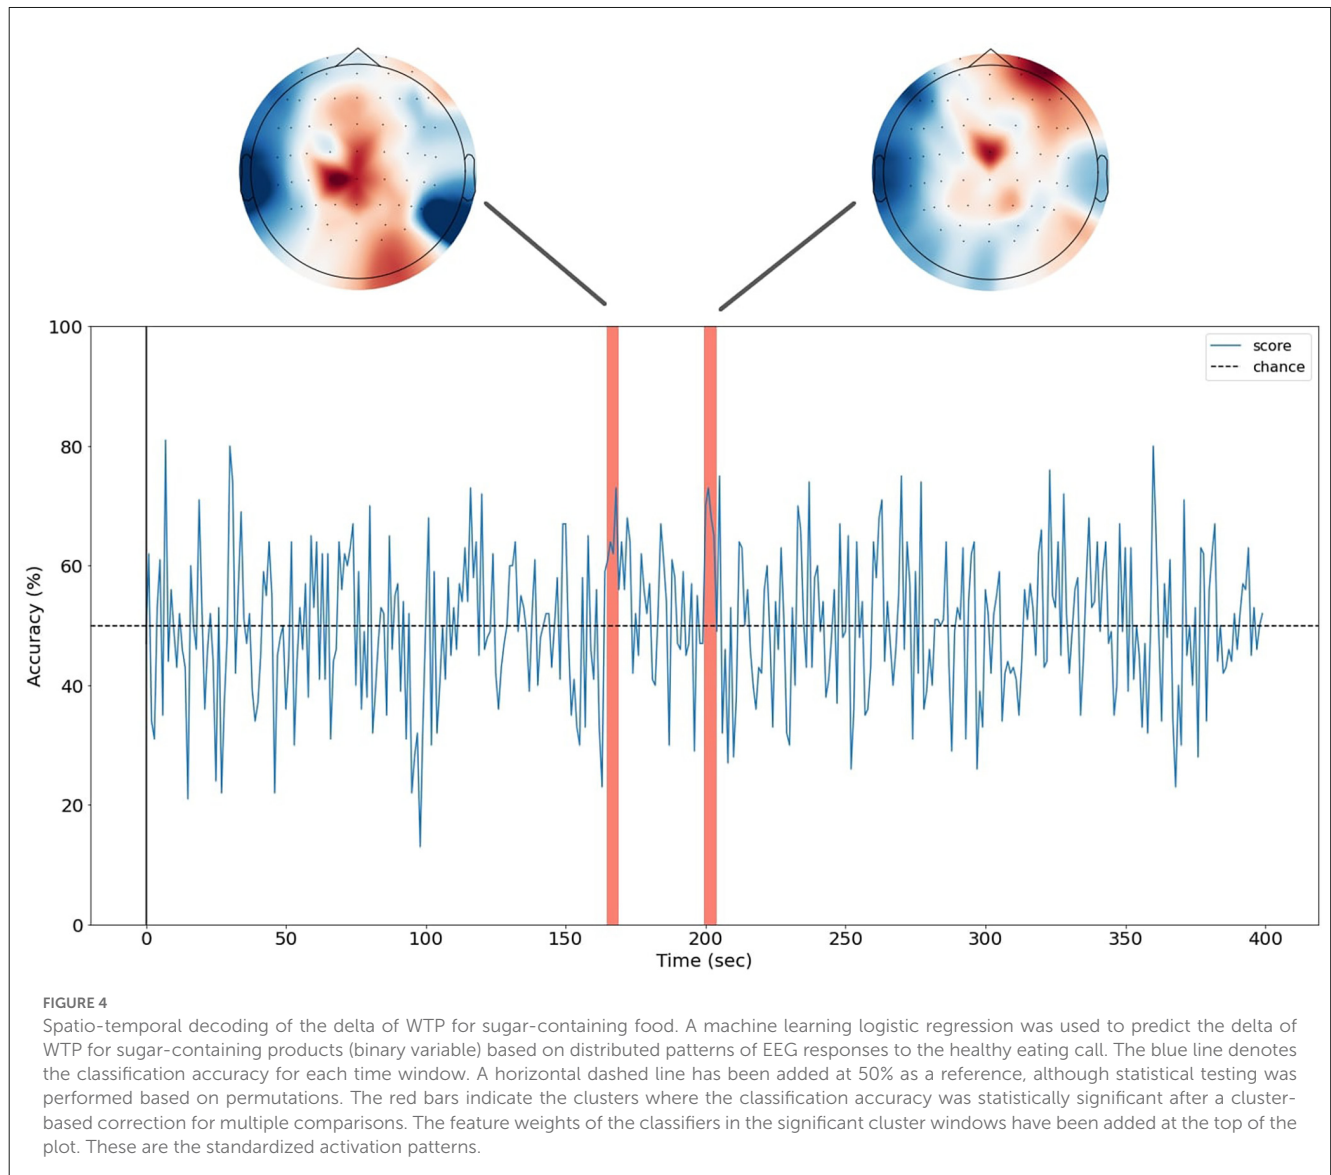 100
80
60
40
20
0
Accuracy (%)
score
chance
0 50 100 150 200 250 300 350 400
Time (sec)
FIGURE 4
Spatio-temporal decoding of the delta of WTP for sugar-containing food. A machine learning logistic regression was used to predict the delta of
WTP for sugar-containing products (binary variable) based on distributed patterns of EEG responses to the healthy eating call. The blue line denotes
the classification accuracy for each time window. A horizontal dashed line has been added at 50% as a reference, although statistical testing was
performed based on permutations. The red bars indicate the clusters where the classification accuracy was statistically significant after a cluster-
based correction for multiple comparisons. The feature weights of the classifiers in the significant cluster windows have been added at the top of the
plot. These are the standardized activation patterns.